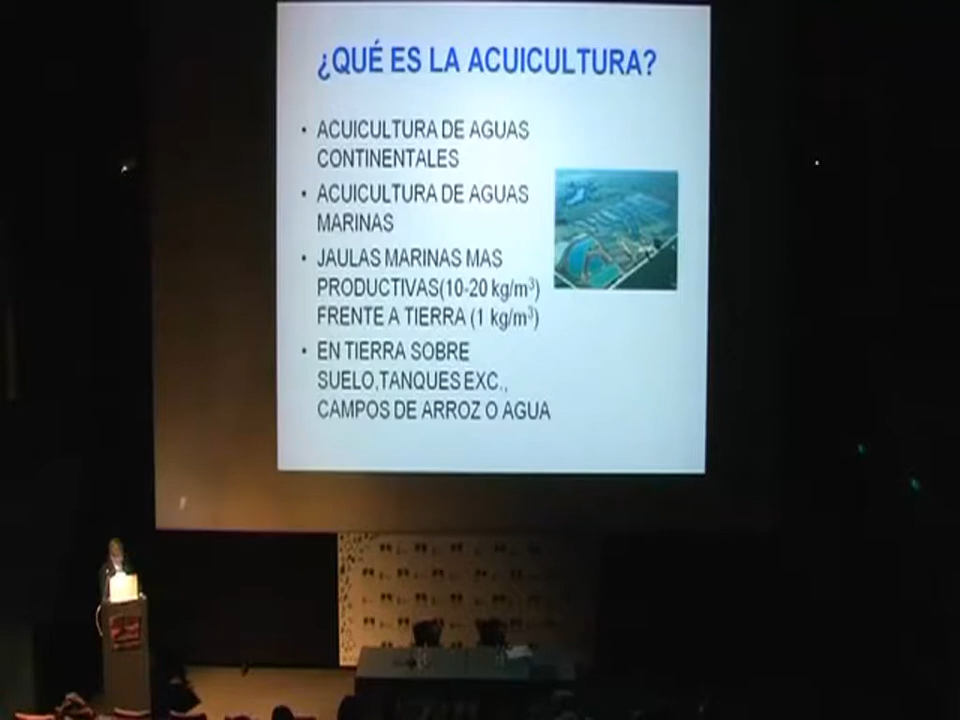 ¿QUÉ ES LA ACUICULTURA?
• ACUICULTURA DE AGUAS
CONTINENTALES
• ACUICULTURA DE AGUAS
MARINAS
• JAULAS MARINAS MAS
PRODUCTIVAS(10-20 kg/m³)
FRENTE A TIERRA (1 kg/m³)
• EN TIERRA SOBRE
SUELO,TANQUES EXC.,
CAMPOS DE ARROZ O AGUA